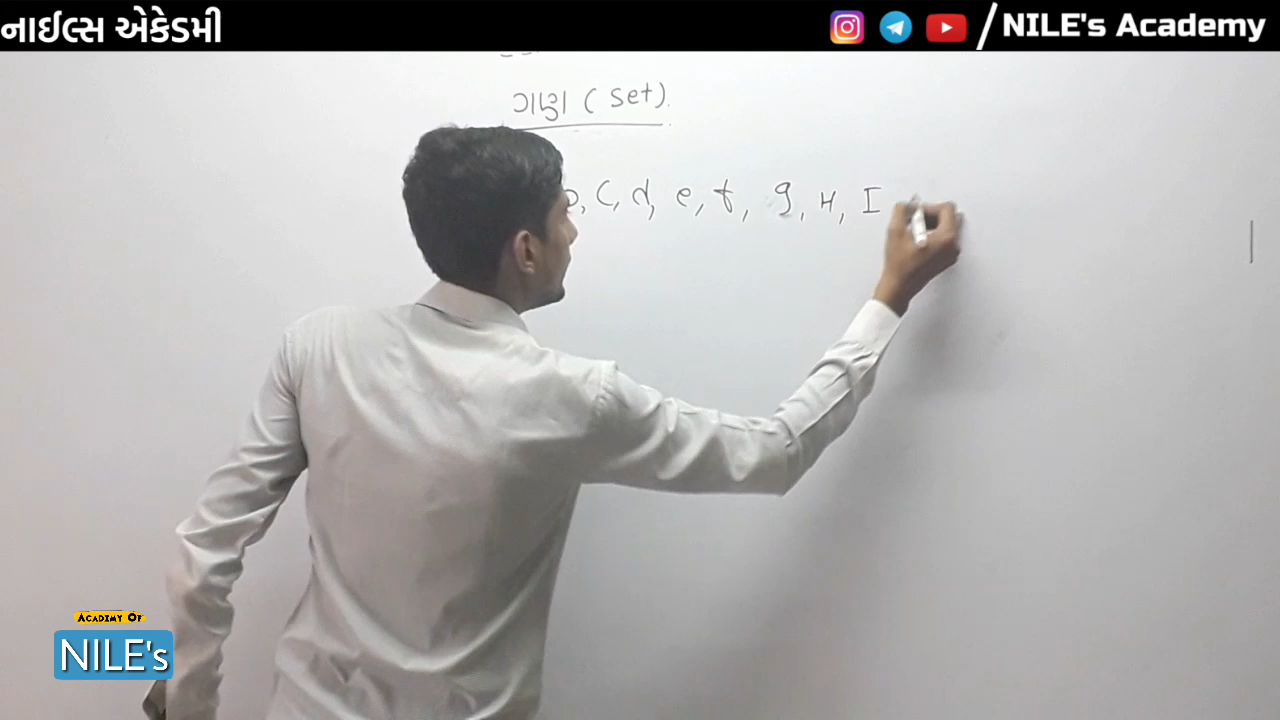 નાઈલ્સ એકેડમી
/NILE's Academy
ગણ (Set).
C, d, e, f, g, H, I
ACADEMY OF
NILE's